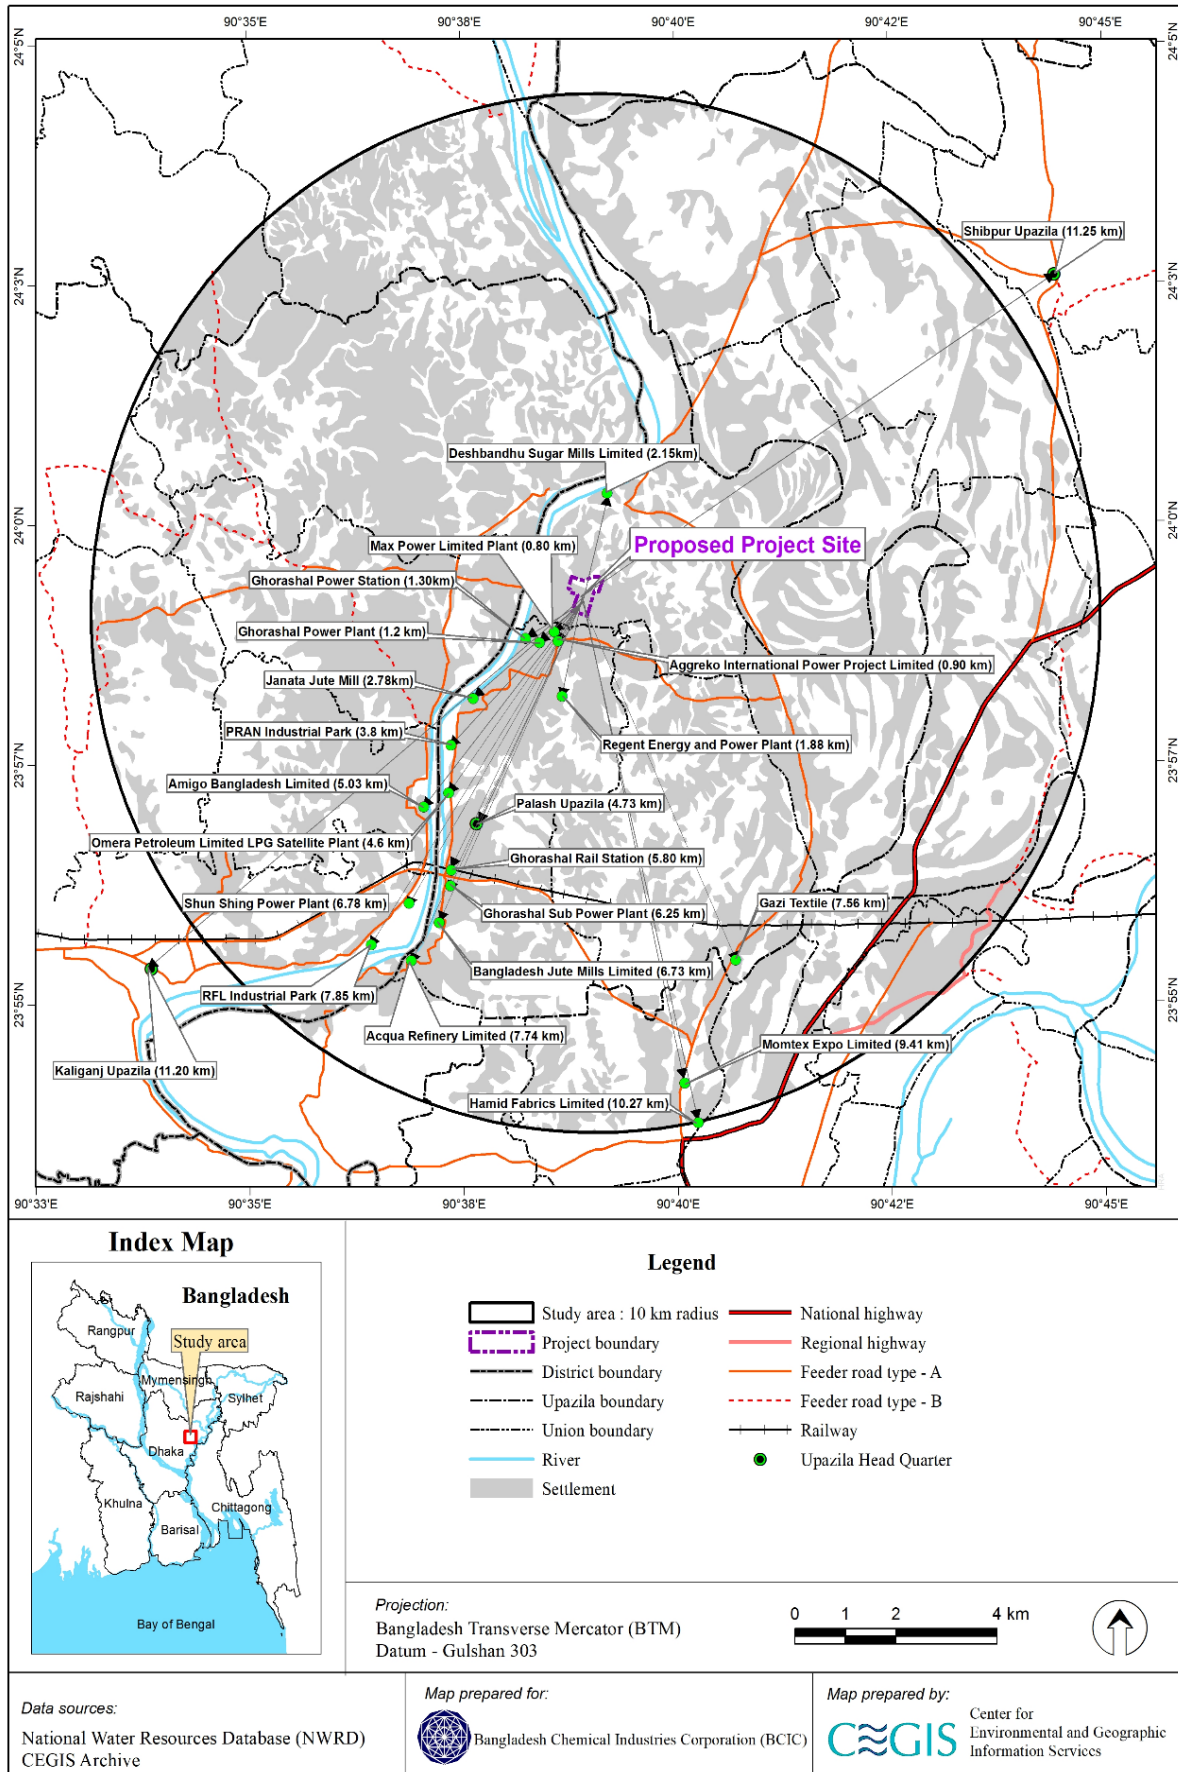 90°35'E 90°38'E 90°40'E 90°42'E 90°45'E
24°5'N 24°5'N
Shibpur Upazila (11.25 km)
24°3'N 24°3'N
Deshbandhu Sugar Mills Limited (2.15km)
24°0'N 24°0'N
Max Power Limited Plant (0.80 km)
Proposed Project Site
Ghorashal Power Station (1.30km)
Ghorashal Power Plant (1.2 km)
Aggreko International Power Project Limited (0.90 km)
Janata Jute Mill (2.78km)
PRAN Industrial Park (3.8 km)
Regent Energy and Power Plant (1.88 km)
23°57'N 23°57'N
Amigo Bangladesh Limited (5.03 km)
Palash Upazila (4.73 km)
Omera Petroleum Limited LPG Satellite Plant (4.6 km)
Ghorashal Rail Station (5.80 km)
Shun Shing Power Plant (6.78 km)
Gazi Textile (7.56 km)
Ghorashal Sub Power Plant (6.25 km)
Bangladesh Jute Mills Limited (6.73 km)
RFL Industrial Park (7.85 km)
23°55'N 23°55'N
Acqua Refinery Limited (7.74 km)
Momtex Expo Limited (9.41 km)
Kaliganj Upazila (11.20 km)
Hamid Fabrics Limited (10.27 km)
90°33'E 90°35'E 90°38'E 90°40'E 90°42'E 90°45'E
Index Map
Bangladesh
Rangpur
Study area
Mymensingh
Rajshahi
Sylhet
Dhaka
Khulna
Chittagong
Barisal
Bay of Bengal
Legend
Study area : 10 km radius
Project boundary
District boundary
Upazila boundary
Union boundary
River
Settlement
National highway
Regional highway
Feeder road type - A
Feeder road type - B
Railway
Upazila Head Quarter
Projection:
Bangladesh Transverse Mercator (BTM)
Datum - Gulshan 303
0 1 2 4 km
Data sources:
National Water Resources Database (NWRD)
CEGIS Archive
Map prepared for:
Bangladesh Chemical Industries Corporation (BCIC)
Map prepared by:
CEGIS
Center for
Environmental and Geographic
Information Services